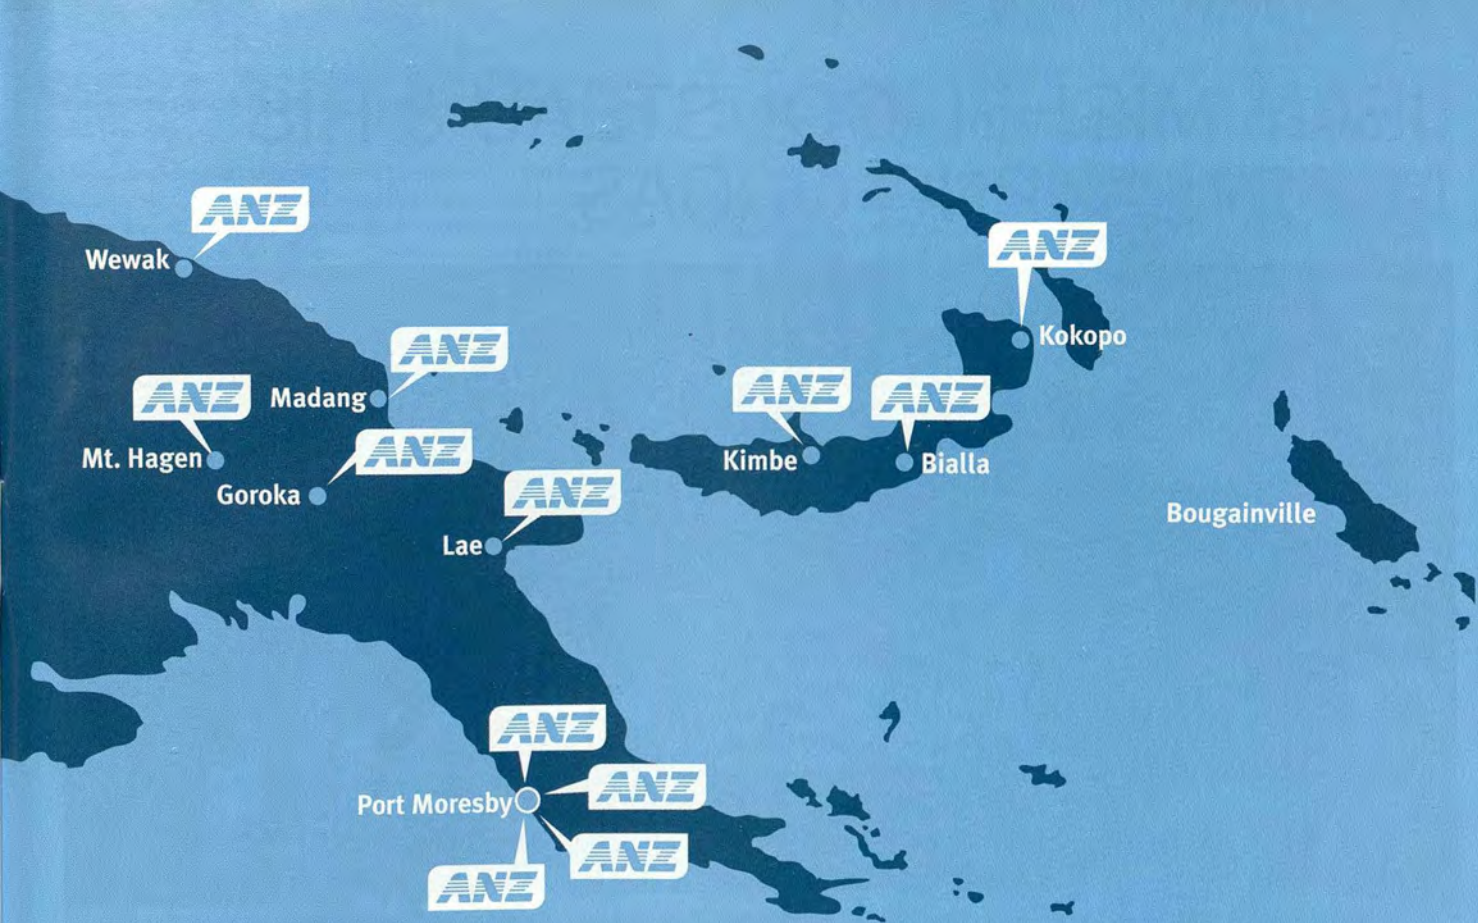 ANZ
Wewak
ANZ
Kokopo
ANZ
Madang
ANZ
Mt. Hagen
ANZ
Goroka
ANZ
Kimbe
ANZ
Bialla
ANZ
Lae
Bougainville
ANZ
Port Moresby
ANZ
ANZ
ANZ